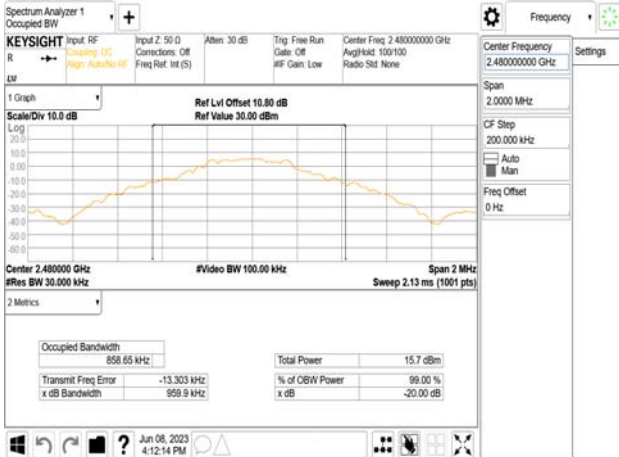 Spectrum Analyzer 1
Occupied BW
+
Frequency
KEYSIGHT
R
Input: RF
Coupling: DC
Align: Auto/No RF
Input Z: 50 Ω
Corrections: Off
Freq Ref: Int (S)
Atten: 30 dB
Trig: Free Run
Gate: Off
#IF Gain: Low
Center Freq: 2.480000000 GHz
Avg|Hold: 100/100
Radio Std: None
Center Frequency
2.480000000 GHz
Settings
Span
2.0000 MHz
CF Step
200.000 kHz
Auto
Man
Freq Offset
0 Hz
1 Graph
Scale/Div 10.0 dB
Ref Lvl Offset 10.80 dB
Ref Value 30.00 dBm
Log
20.0
10.0
0.00
-10.0
-20.0
-30.0
-40.0
-50.0
-60.0
Center 2.480000 GHz
#Res BW 30.000 kHz
#Video BW 100.00 kHz
Span 2 MHz
Sweep 2.13 ms (1001 pts)
2 Metrics
Occupied Bandwidth
858.65 kHz
Total Power 15.7 dBm
Transmit Freq Error -13.303 kHz
% of OBW Power 99.00 %
x dB Bandwidth 959.9 kHz
x dB -20.00 dB
?
Jun 08, 2023
4:12:14 PM